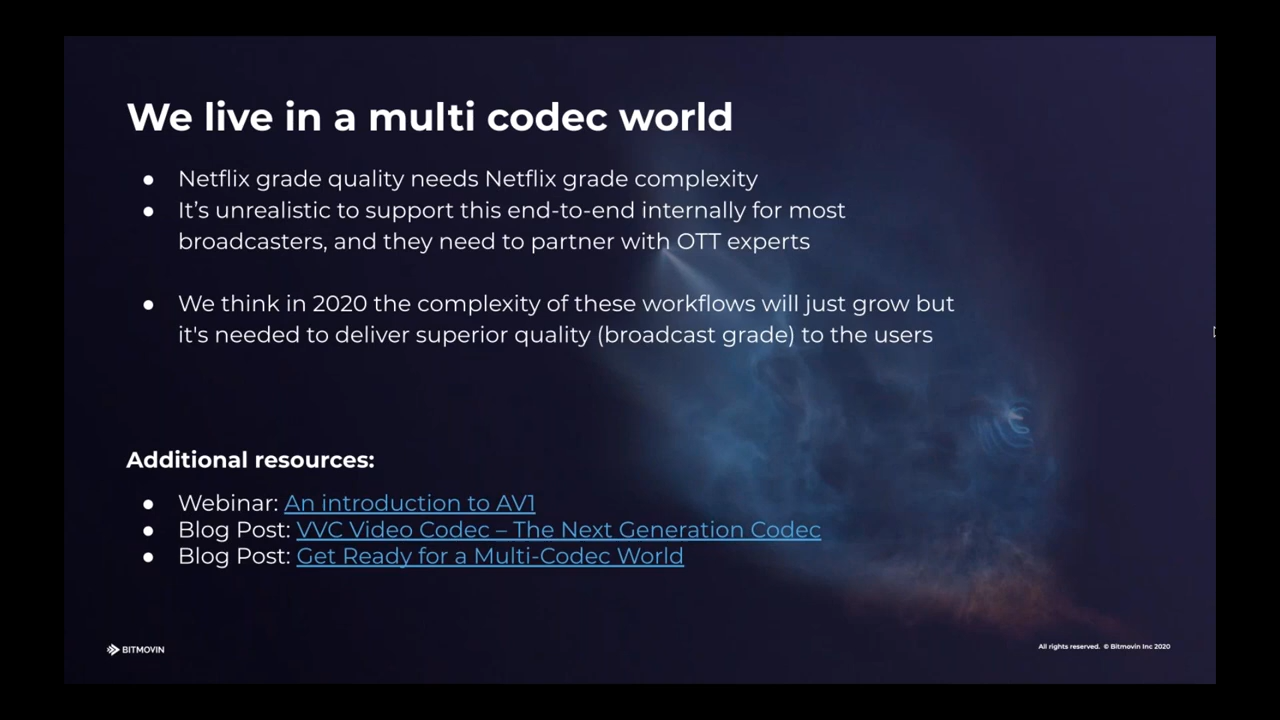 We live in a multi codec world
● Netflix grade quality needs Netflix grade complexity
● It’s unrealistic to support this end-to-end internally for most
broadcasters, and they need to partner with OTT experts
● We think in 2020 the complexity of these workflows will just grow but
it's needed to deliver superior quality (broadcast grade) to the users
Additional resources:
● Webinar: An introduction to AV1
● Blog Post: VVC Video Codec – The Next Generation Codec
● Blog Post: Get Ready for a Multi-Codec World
BITMOVIN
All rights reserved. © Bitmovin Inc 2020